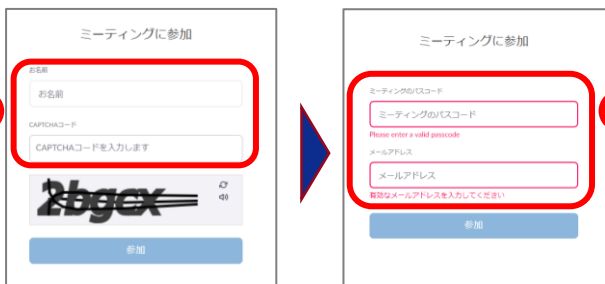 ミーティングに参加
お名前
お名前
CAPTCHAコード
CAPTCHAコードを入力します
2bgcx
参加
ミーティングに参加
ミーティングのパスコード
ミーティングのパスコード
Please enter a valid passcode
メールアドレス
メールアドレス
有効なメールアドレスを入力してください
参加